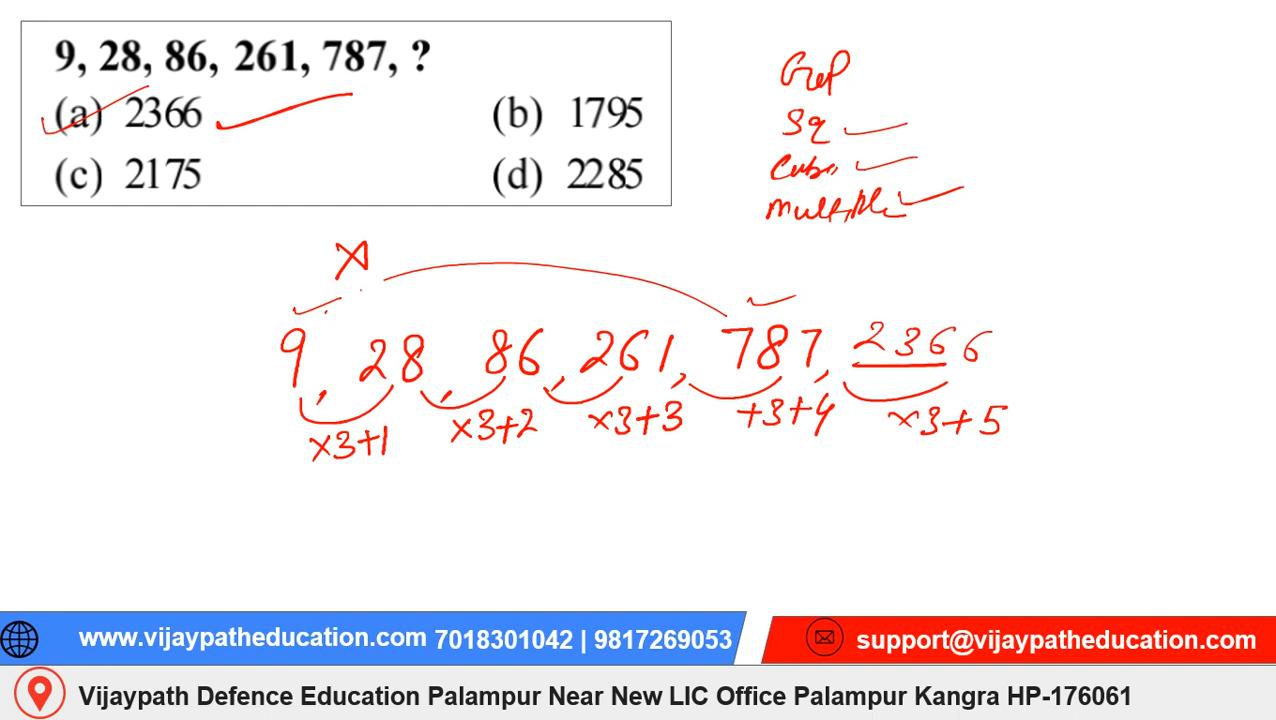 9, 28, 86, 261, 787, ?
(a) 2366 (b) 1795
(c) 2175 (d) 2285
Gap
Sq
Cube
Multiple
9, 28, 86, 261, 787, 2366
×3+1 ×3+2 ×3+3 +3+4 ×3+5
www.vijaypatheducation.com 7018301042 | 9817269053 support@vijaypatheducation.com
Vijaypath Defence Education Palampur Near New LIC Office Palampur Kangra HP-176061